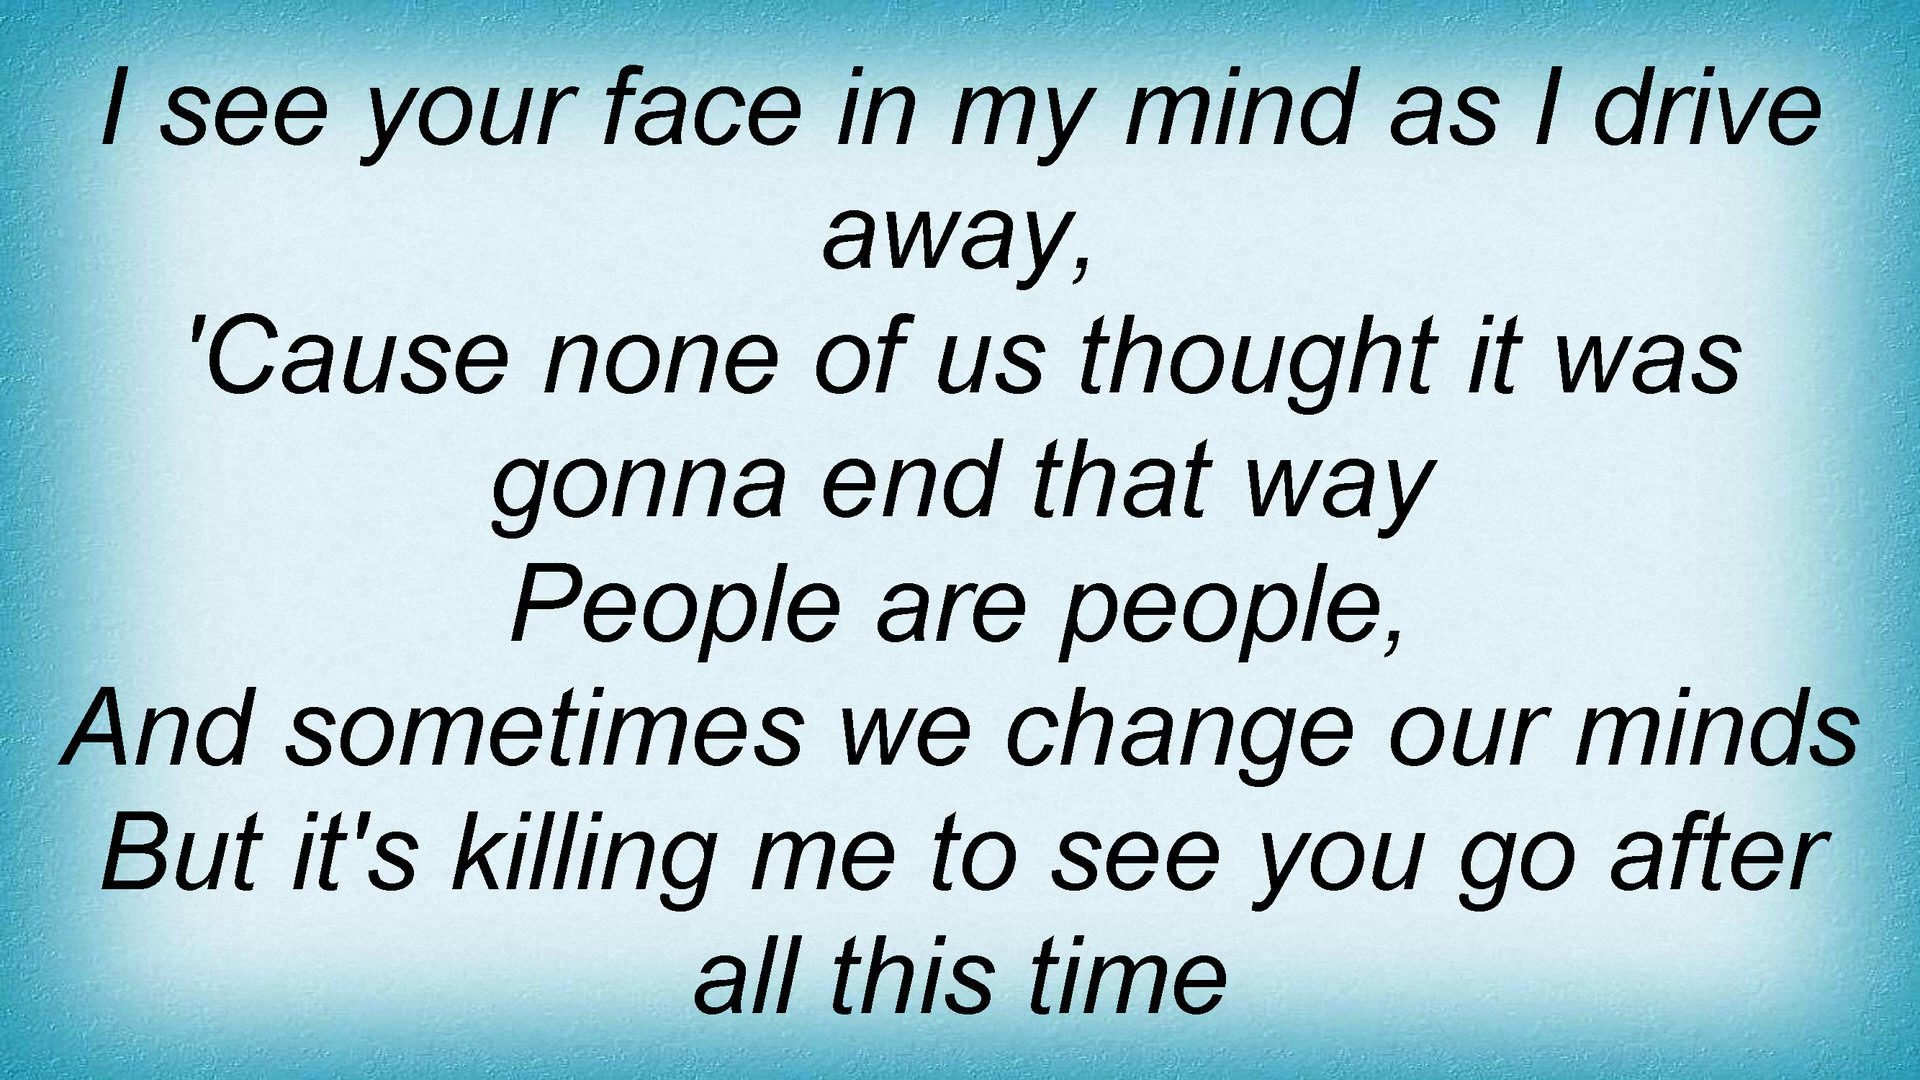 I see your face in my mind as I drive
away,
'Cause none of us thought it was
gonna end that way
People are people,
And sometimes we change our minds
But it's killing me to see you go after
all this time